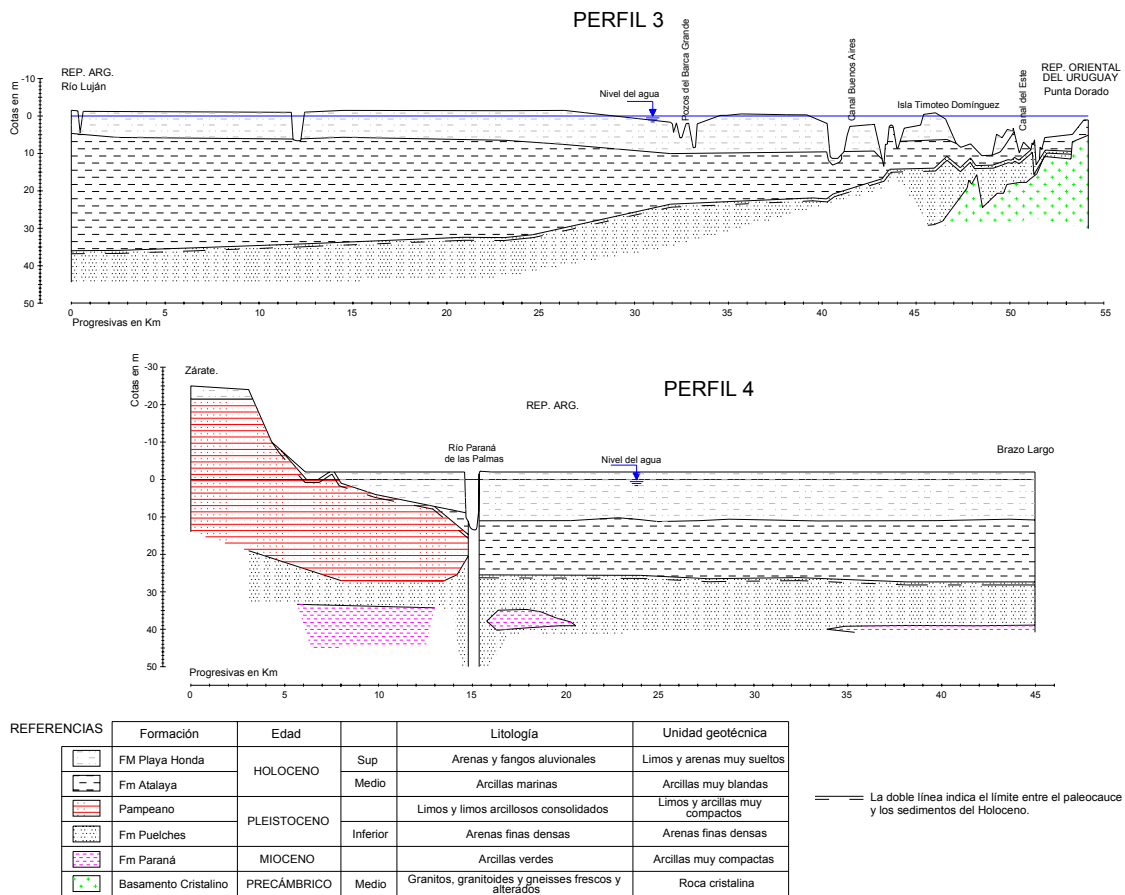 PERFIL 3
Cotas en m
REP. ARG.
Río Luján
Nivel del agua
Pozos del Barca Grande
Canal Buenos Aires
Isla Timoteo Domínguez
Canal del Este
REP. ORIENTAL
DEL URUGUAY
Punta Dorado
-10
0
10
20
30
40
50
0 5 10 15 20 25 30 35 40 45 50 55
Progresivas en Km
PERFIL 4
Cotas en m
Zárate.
REP. ARG.
Río Paraná
de las Palmas
Nivel del agua
Brazo Largo
-30
-20
-10
0
10
20
30
40
50
Progresivas en Km
0 5 10 15 20 25 30 35 40 45
REFERENCIAS
Formación Edad Litología Unidad geotécnica
FM Playa Honda HOLOCENO Sup Arenas y fangos aluvionales Limos y arenas muy sueltos
Fm Atalaya Medio Arcillas marinas Arcillas muy blandas
Pampeano PLEISTOCENO Limos y limos arcillosos consolidados Limos y arcillas muy
compactos
Fm Puelches Inferior Arenas finas densas Arenas finas densas
Fm Paraná MIOCENO Arcillas verdes Arcillas muy compactas
Basamento Cristalino PRECÁMBRICO Medio Granitos, granitoides y gneisses frescos y
alterados Roca cristalina
La doble línea indica el límite entre el paleocauce
y los sedimentos del Holoceno.